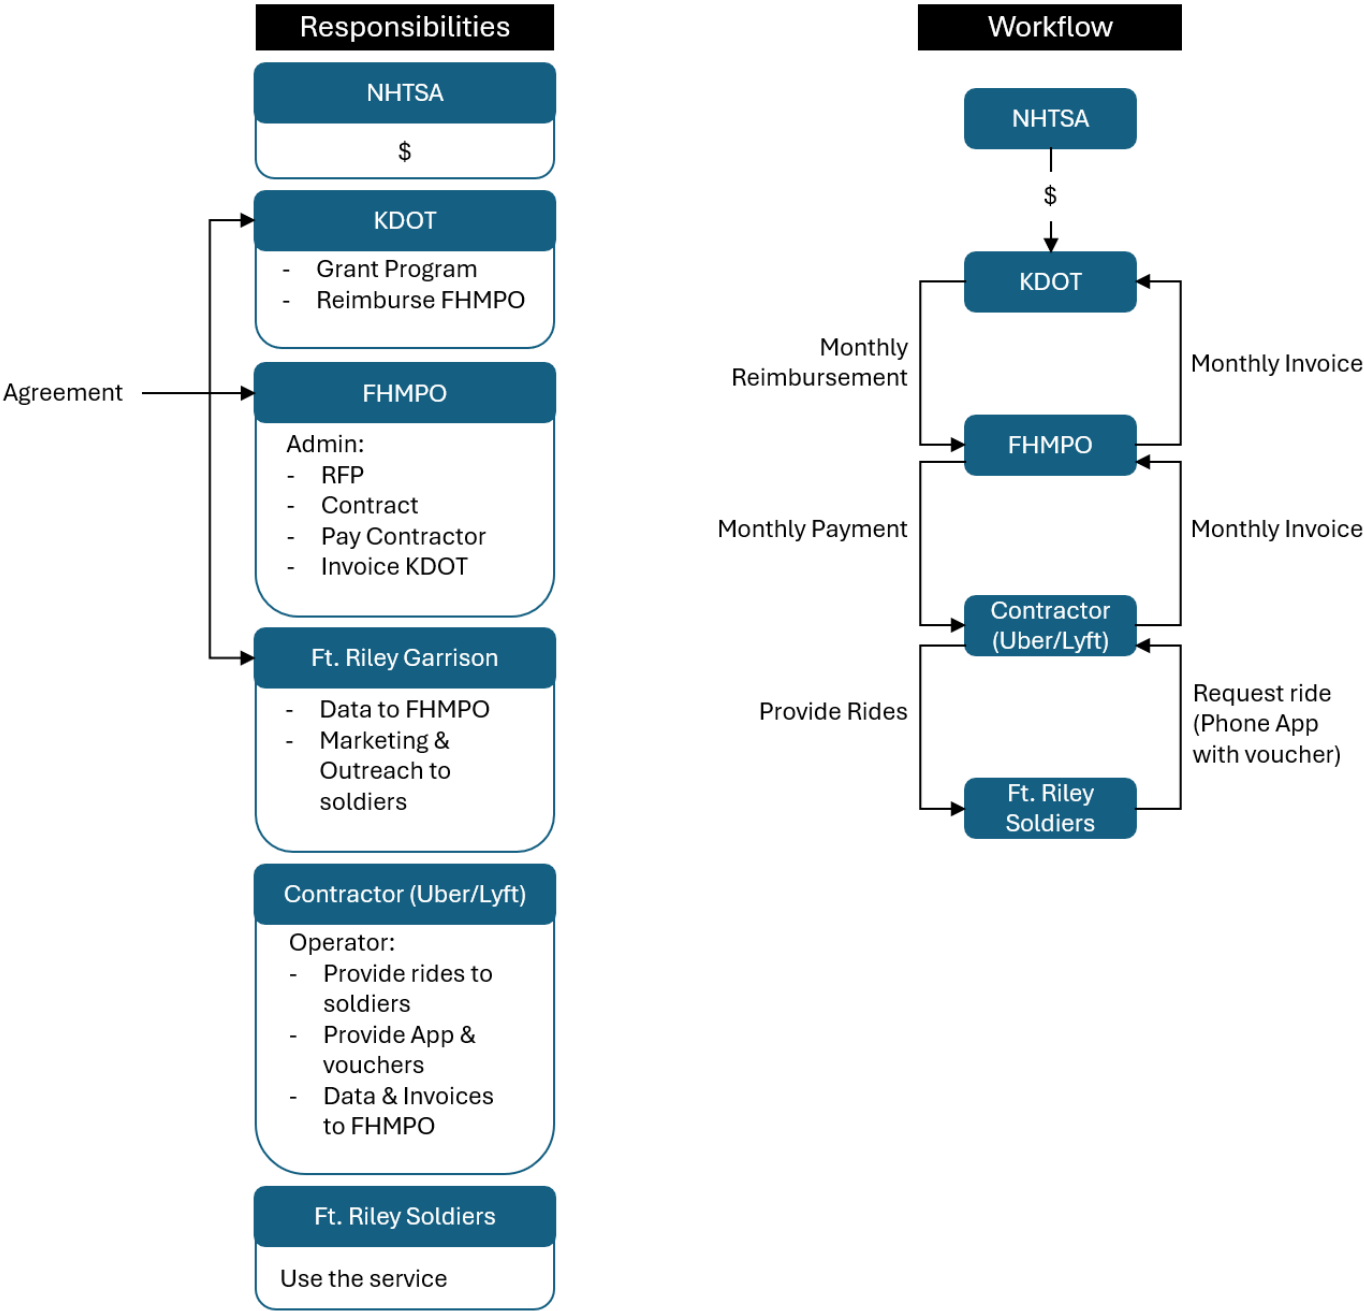 Responsibilities
NHTSA
$
KDOT
- Grant Program
- Reimburse FHMPO
Agreement
FHMPO
Admin:
- RFP
- Contract
- Pay Contractor
- Invoice KDOT
Ft. Riley Garrison
- Data to FHMPO
- Marketing &
Outreach to
soldiers
Contractor (Uber/Lyft)
Operator:
- Provide rides to
soldiers
- Provide App &
vouchers
- Data & Invoices
to FHMPO
Ft. Riley Soldiers
Use the service
Workflow
NHTSA
$
KDOT
Monthly
Reimbursement
Monthly Invoice
FHMPO
Monthly Payment
Monthly Invoice
Contractor
(Uber/Lyft)
Provide Rides
Request ride
(Phone App
with voucher)
Ft. Riley
Soldiers